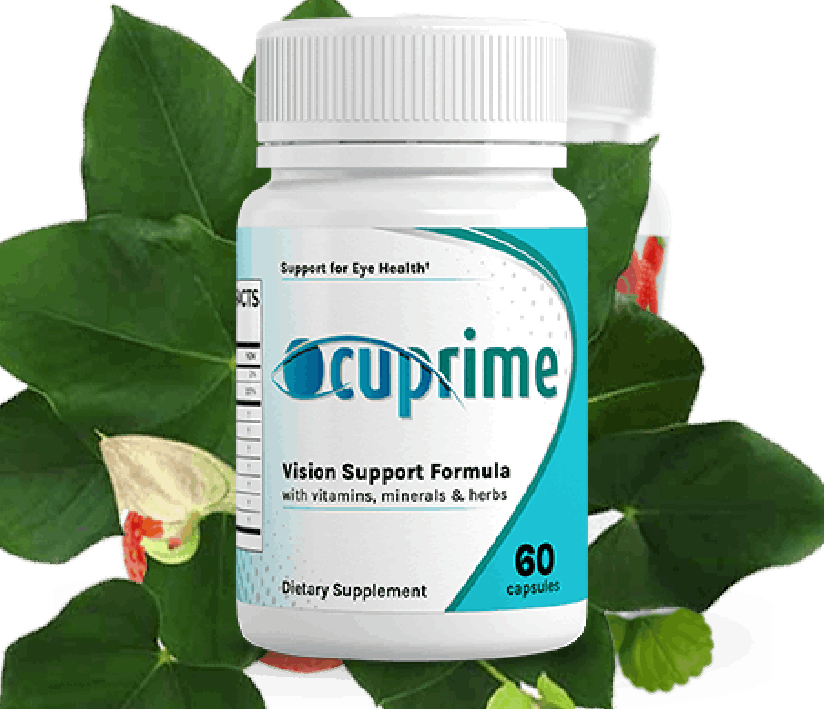 Support for Eye Health†
Ocuprime
Vision Support Formula
with vitamins, minerals & herbs
60
capsules
Dietary Supplement